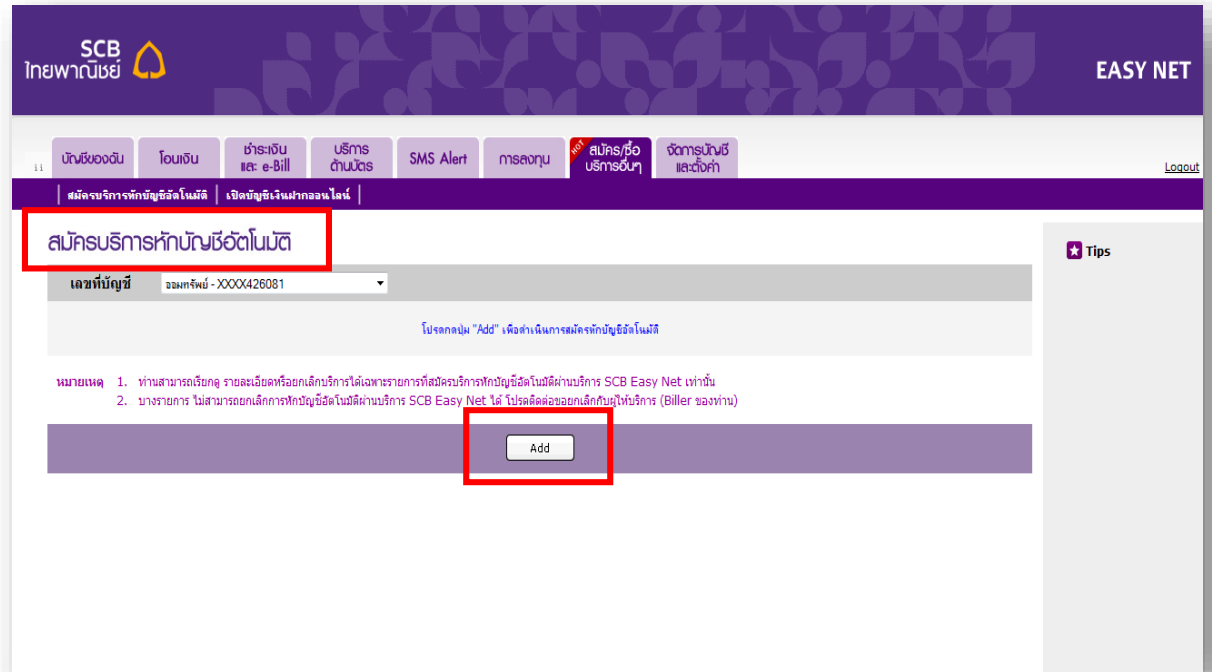 SCB
ไทยพาณิชย์
EASY NET
บัญชีของฉัน
โอนเงิน
ชำระเงิน
และ e-Bill
บริการ
ด้านบัตร
SMS Alert
การลงทุน
HOT
สมัคร/ซื้อ
บริการอื่นๆ
จัดการบัญชี
และตั้งค่า
Logout
สมัครบริการหักบัญชีอัตโนมัติ | เปิดบัญชีเงินฝากออนไลน์ |
สมัครบริการหักบัญชีอัตโนมัติ
Tips
เลขที่บัญชี ออมทรัพย์ - XXXX426081
โปรดกดปุ่ม "Add" เพื่อดำเนินการสมัครหักบัญชีอัตโนมัติ
หมายเหตุ 1. ท่านสามารถเรียกดู รายละเอียดหรือยกเลิกบริการได้เฉพาะรายการที่สมัครบริการหักบัญชีอัตโนมัติผ่านบริการ SCB Easy Net เท่านั้น
2. บางรายการ ไม่สามารถยกเลิกการหักบัญชีอัตโนมัติผ่านบริการ SCB Easy Net ได้ โปรดติดต่อขอยกเลิกกับผู้ให้บริการ (Biller ของท่าน)
Add